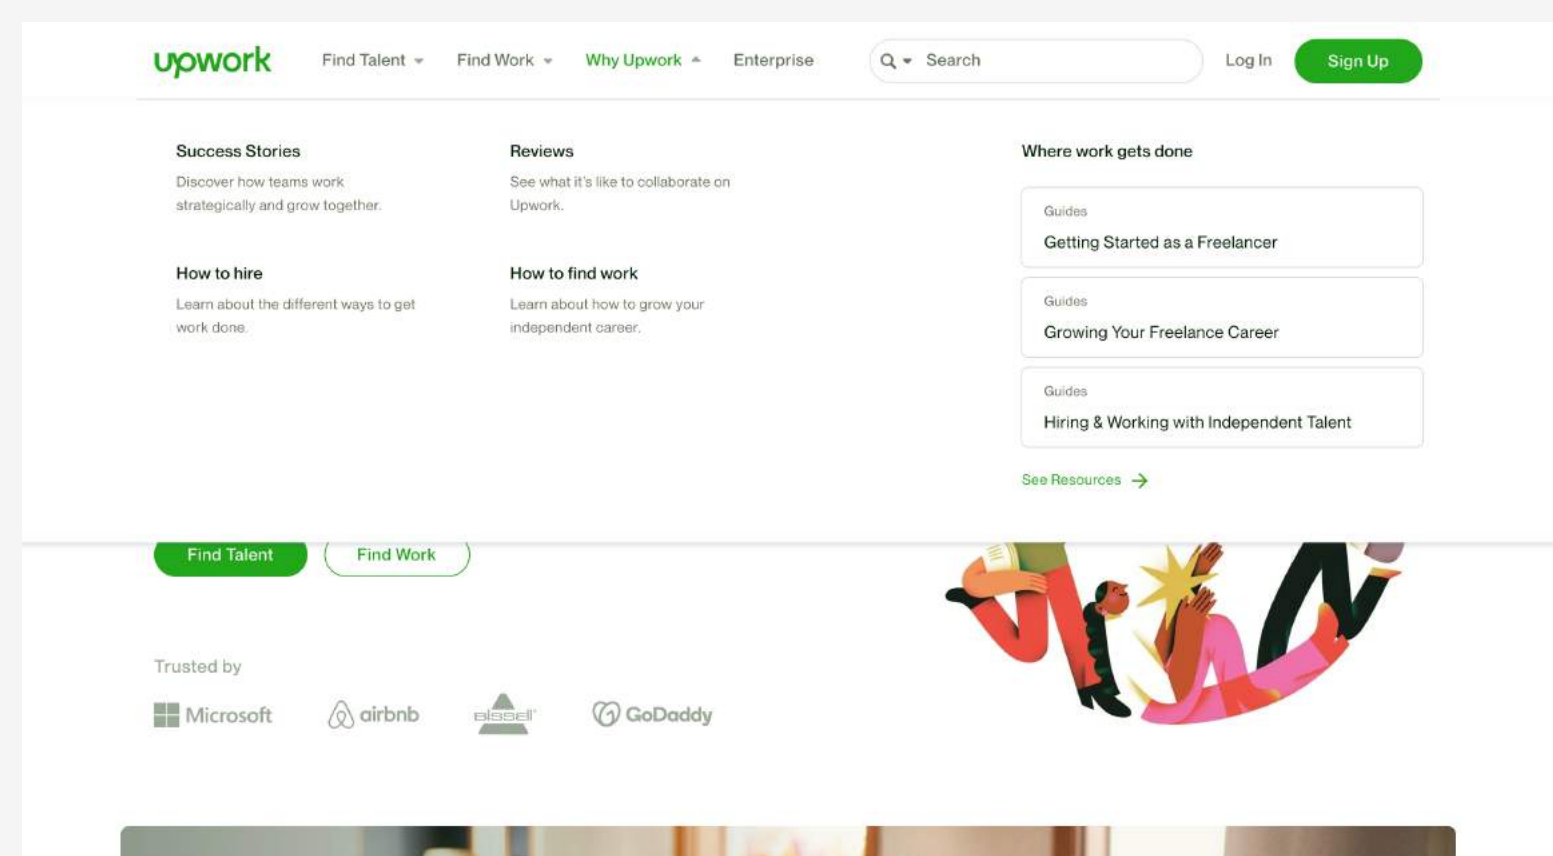 upwork
Find Talent
Find Work
Why Upwork
Enterprise
Search
Log In
Sign Up
Success Stories
Discover how teams work
strategically and grow together.
Reviews
See what it's like to collaborate on
Upwork.
How to hire
Learn about the different ways to get
work done.
How to find work
Learn about how to grow your
independent career.
Where work gets done
Guides
Getting Started as a Freelancer
Guides
Growing Your Freelance Career
Guides
Hiring & Working with Independent Talent
See Resources
Find Talent
Find Work
Trusted by
Microsoft
airbnb
BISSELL
GoDaddy